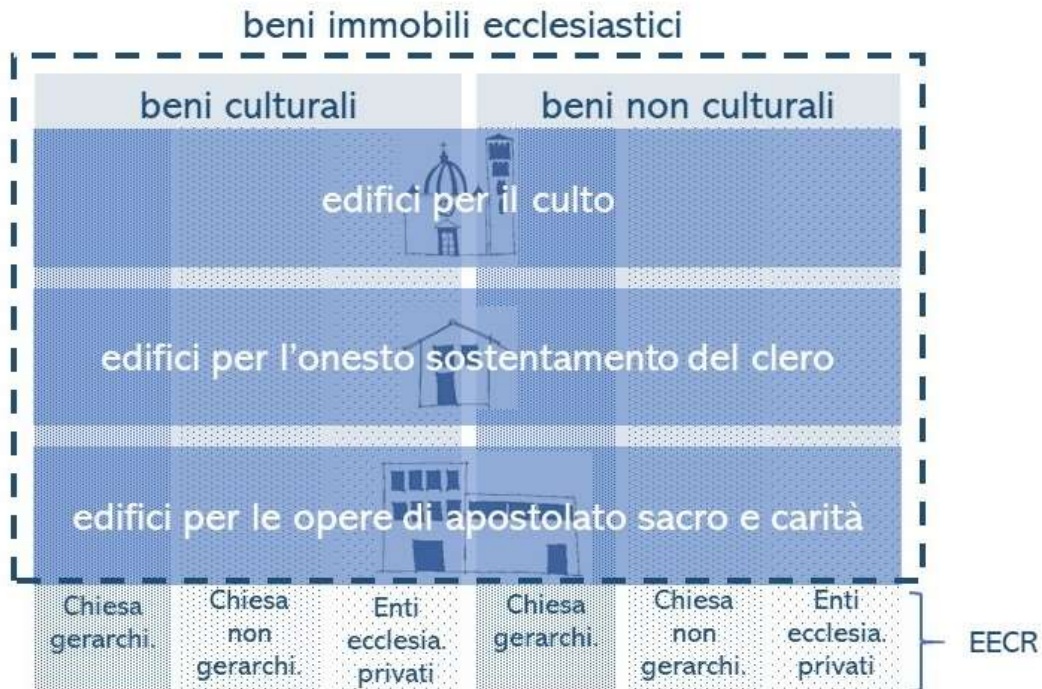 beni immobili ecclesiastici
beni culturali
beni non culturali
edifici per il culto
edifici per l'onesto sostentamento del clero
edifici per le opere di apostolato sacro e carità
Chiesa
gerarchi.
Chiesa
non
gerarchi.
Enti
ecclesia.
privati
Chiesa
gerarchi.
Chiesa
non
gerarchi.
Enti
ecclesia.
privati
EECR